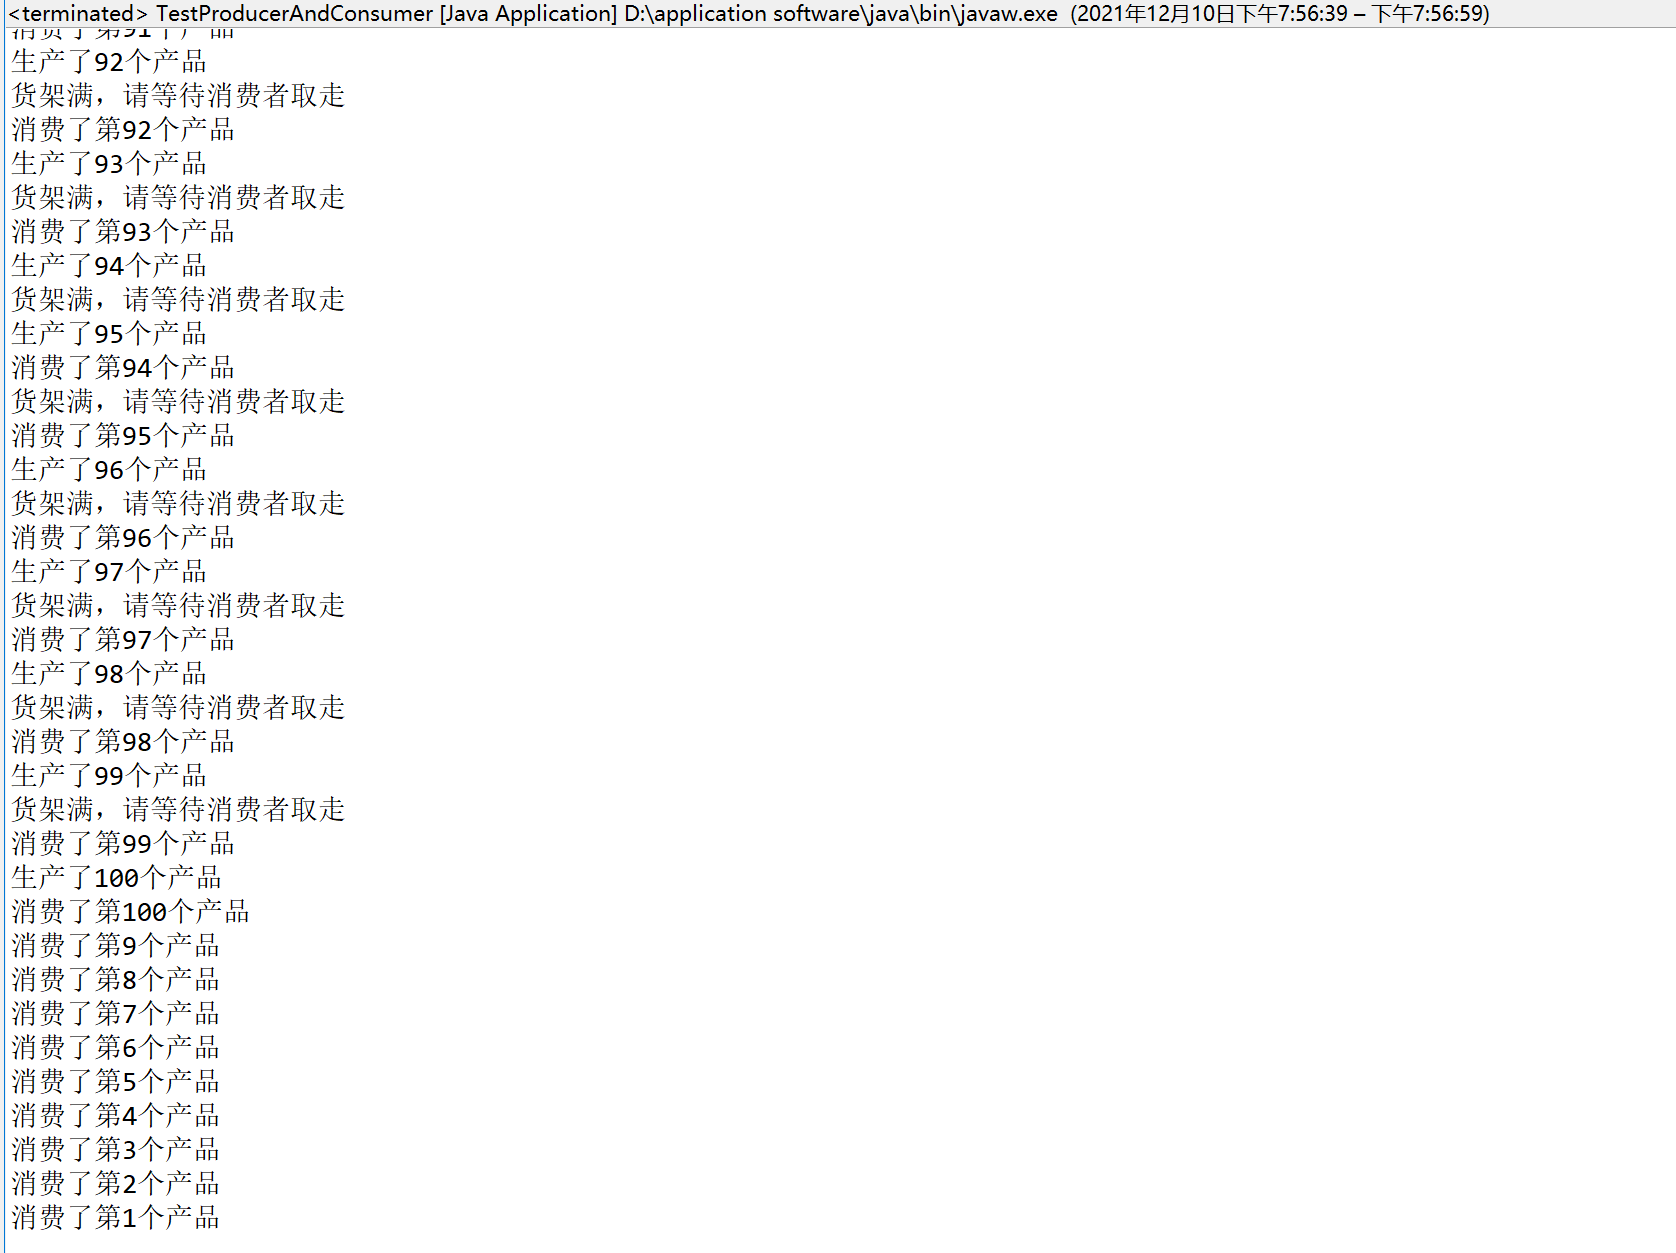 <terminated> TestProducerAndConsumer [Java Application] D:\application software\java\bin\javaw.exe (2021年12月10日下午7:56:39 – 下午7:56:59)
消费了第91个产品
生产了92个产品
货架满，请等待消费者取走
消费了第92个产品
生产了93个产品
货架满，请等待消费者取走
消费了第93个产品
生产了94个产品
货架满，请等待消费者取走
生产了95个产品
消费了第94个产品
货架满，请等待消费者取走
消费了第95个产品
生产了96个产品
货架满，请等待消费者取走
消费了第96个产品
生产了97个产品
货架满，请等待消费者取走
消费了第97个产品
生产了98个产品
货架满，请等待消费者取走
消费了第98个产品
生产了99个产品
货架满，请等待消费者取走
消费了第99个产品
生产了100个产品
消费了第100个产品
消费了第9个产品
消费了第8个产品
消费了第7个产品
消费了第6个产品
消费了第5个产品
消费了第4个产品
消费了第3个产品
消费了第2个产品
消费了第1个产品